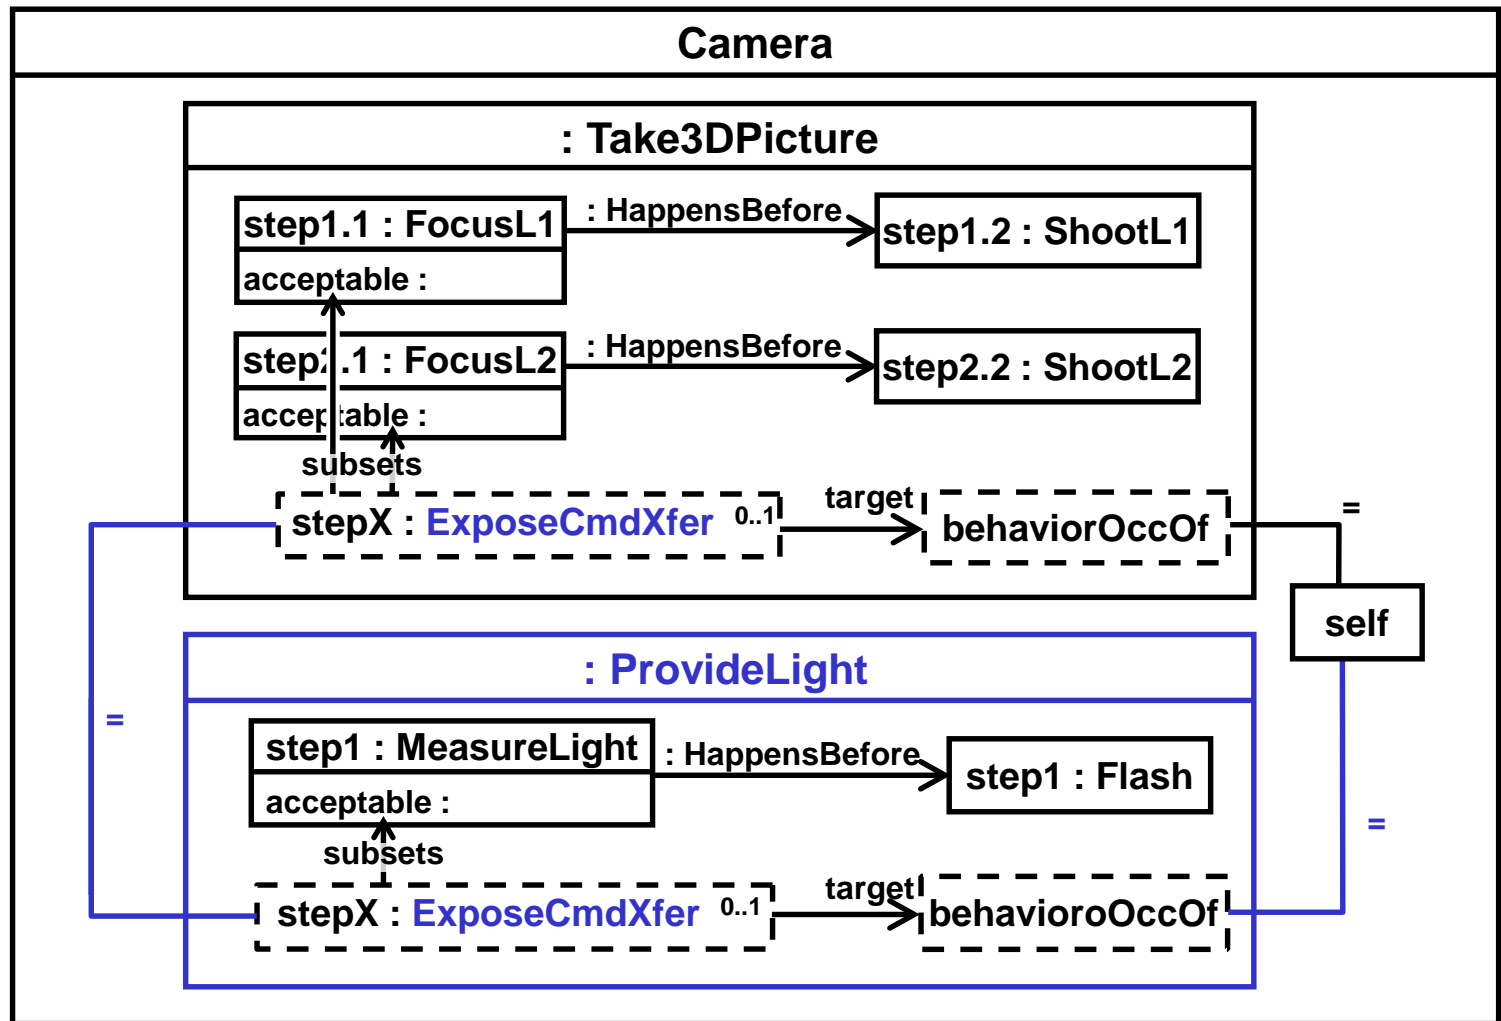 Camera
: Take3DPicture
step1.1 : FocusL1
: HappensBefore
step1.2 : ShootL1
acceptable :
step2.1 : FocusL2
: HappensBefore
step2.2 : ShootL2
acceptable :
subsets
stepX : ExposeCmdXfer 0..1
target
behaviorOccOf
=
self
: ProvideLight
=
step1 : MeasureLight
: HappensBefore
step1 : Flash
acceptable :
=
subsets
stepX : ExposeCmdXfer 0..1
target
behavioroOccOf